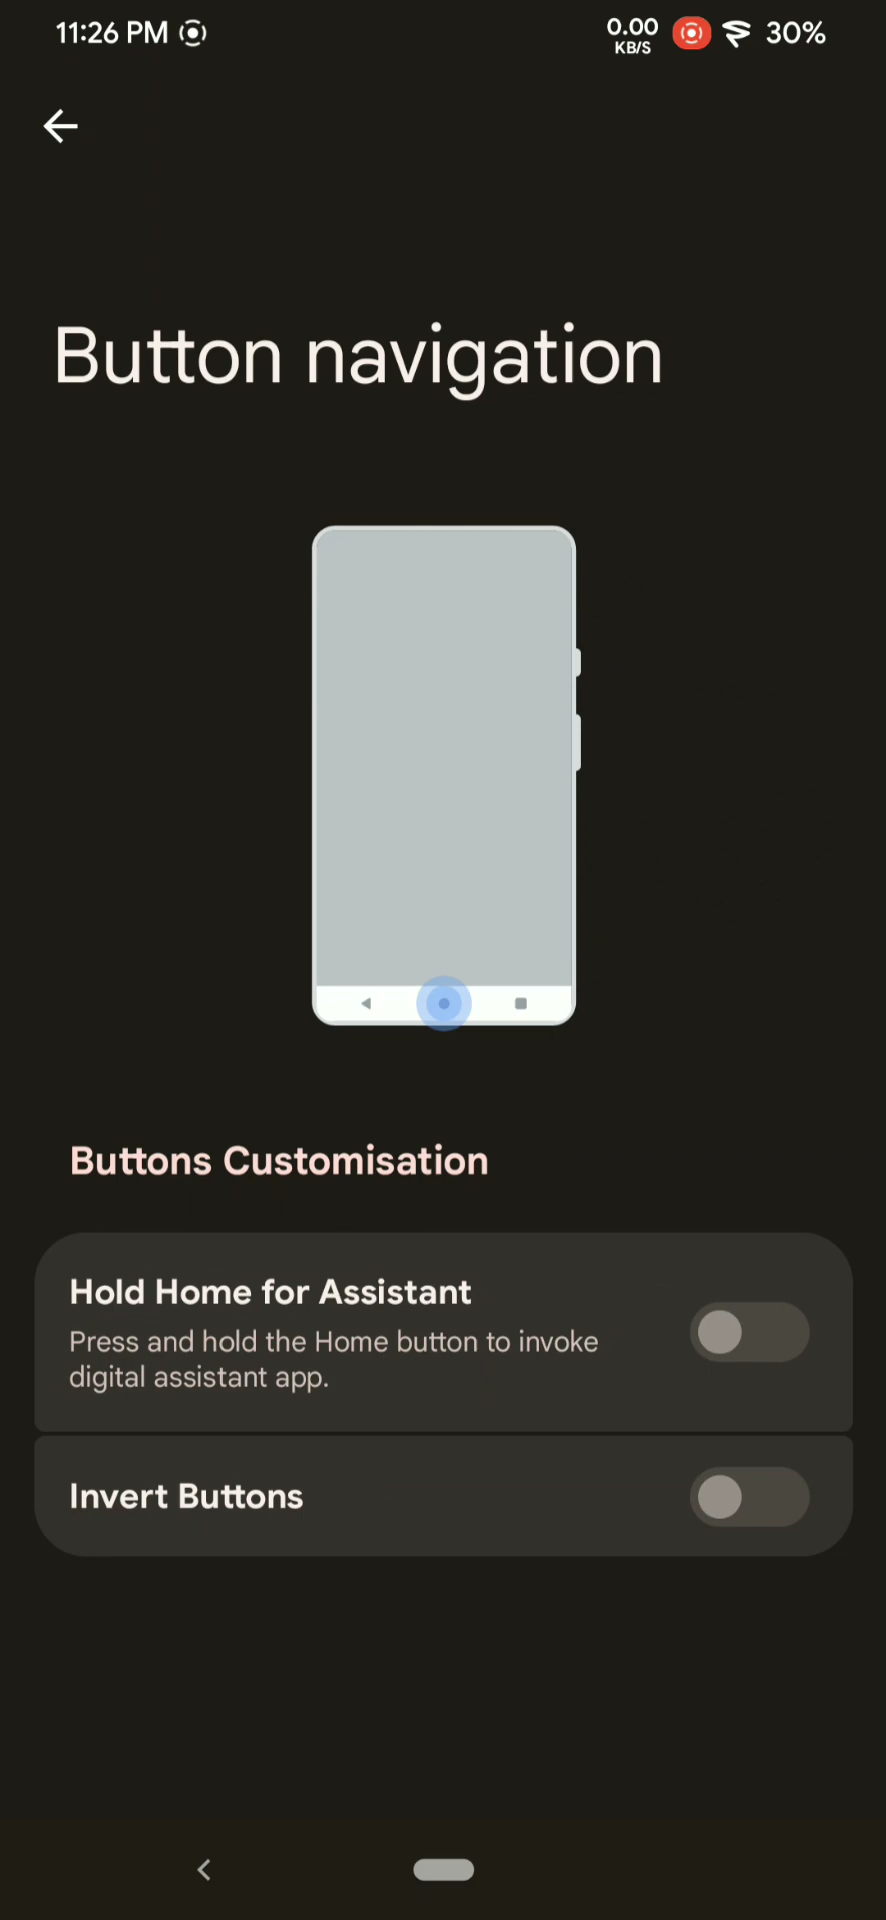 11:26 PM
0.00
KB/S
30%
Button navigation
Buttons Customisation
Hold Home for Assistant
Press and hold the Home button to invoke
digital assistant app.
Invert Buttons